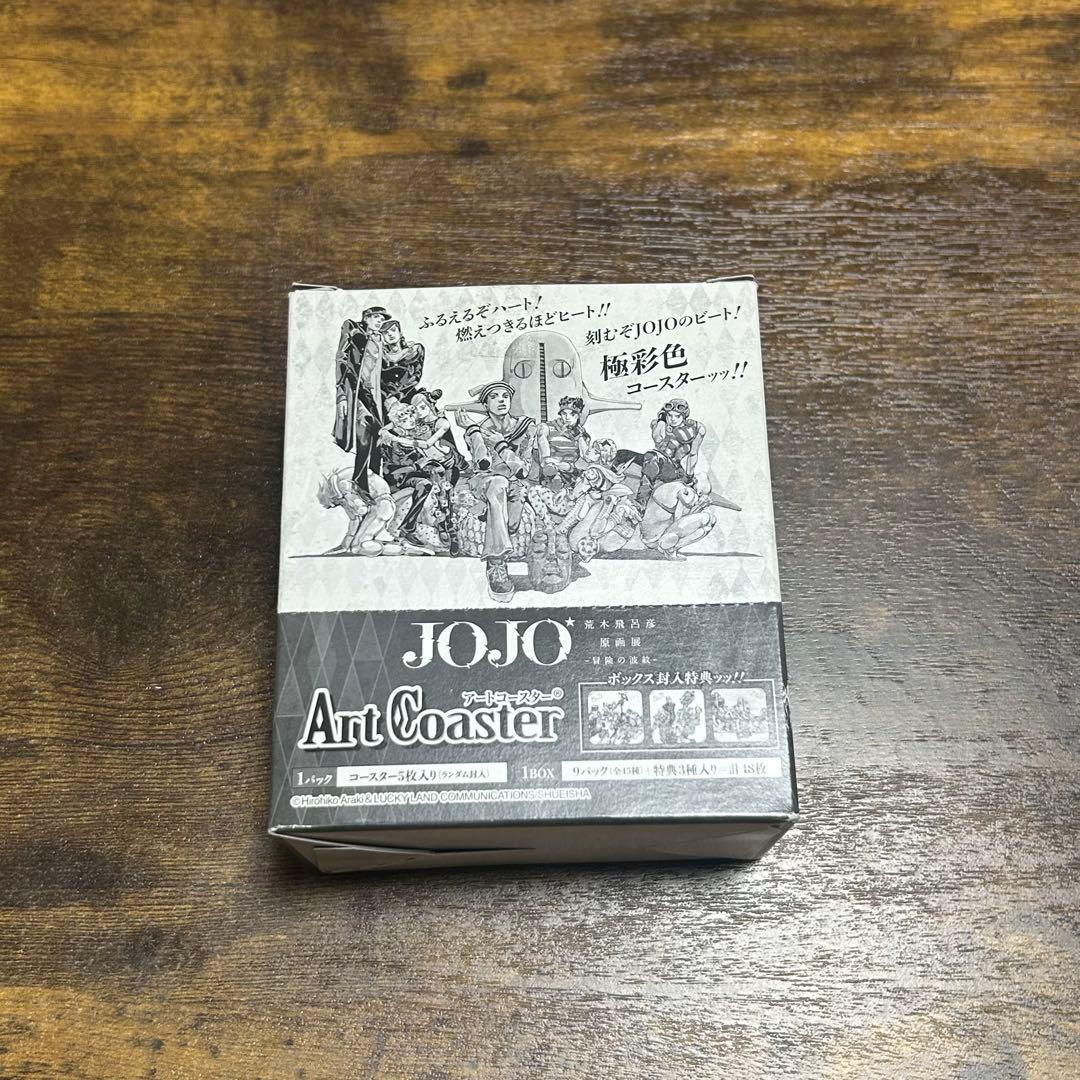 ふるえるぞハート!
燃えつきるほどヒート!!
刻むぞJOJOのビート!
極彩色
コースターッッ!!
JOJO
荒木飛呂彦
原画展
-冒険の波紋-
アートコースター®
Art Coaster
ボックス封入特典ッッ!!
1パック コースター5枚入り(ランダム封入) 1BOX 9パック(全45種)+特典3種入り=計48枚
©Hirohiko Araki & LUCKY LAND COMMUNICATIONS/SHUEISHA